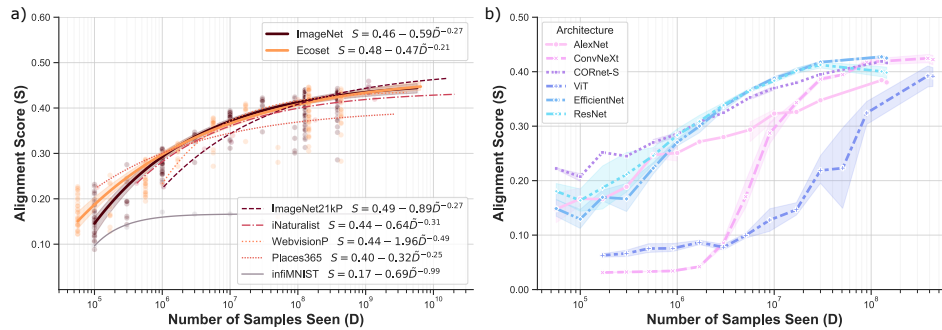 a)
Alignment Score (S)
0.60
0.50
0.40
0.30
0.20
0.10
ImageNet S = 0.46 − 0.59D̃^−0.27
Ecoset S = 0.48 − 0.47D̃^−0.21
ImageNet21kP S = 0.49 − 0.89D̃^−0.27
iNaturalist S = 0.44 − 0.64D̃^−0.31
WebvisionP S = 0.44 − 1.96D̃^−0.49
Places365 S = 0.40 − 0.32D̃^−0.25
infiMNIST S = 0.17 − 0.69D̃^−0.99
10^5 10^6 10^7 10^8 10^9 10^10
Number of Samples Seen (D)
b)
Alignment Score (S)
0.50
0.40
0.30
0.20
0.10
0.00
Architecture
AlexNet
ConvNeXt
CORnet-S
ViT
EfficientNet
ResNet
10^5 10^6 10^7 10^8
Number of Samples Seen (D)